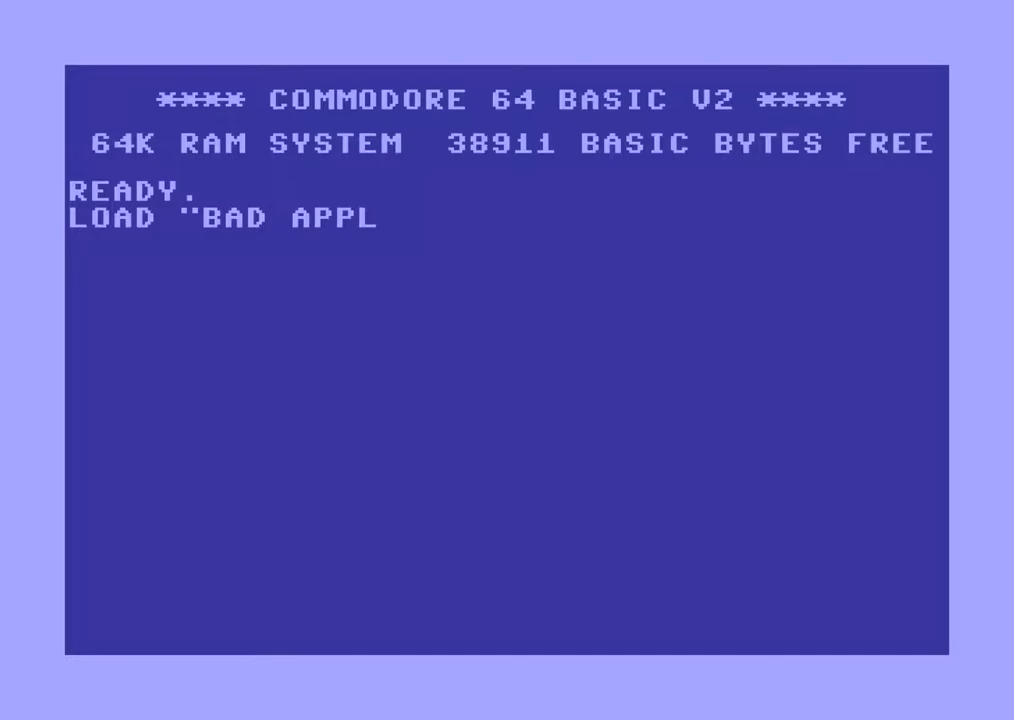 **** COMMODORE 64 BASIC V2 ****
64K RAM SYSTEM  38911 BASIC BYTES FREE
READY.
LOAD "BAD APPL